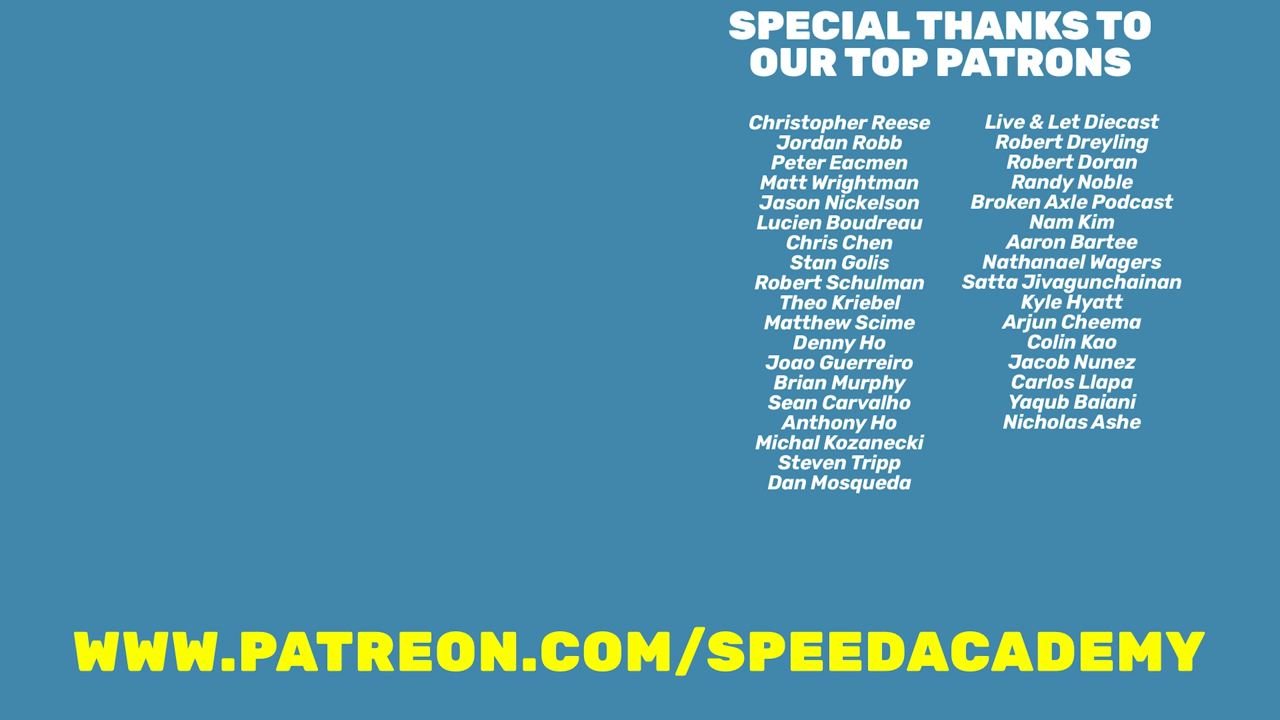 SPECIAL THANKS TO
OUR TOP PATRONS
Christopher Reese
Jordan Robb
Peter Eacmen
Matt Wrightman
Jason Nickelson
Lucien Boudreau
Chris Chen
Stan Golis
Robert Schulman
Theo Kriebel
Matthew Scime
Denny Ho
Joao Guerreiro
Brian Murphy
Sean Carvalho
Anthony Ho
Michal Kozanecki
Steven Tripp
Dan Mosqueda
Live & Let Diecast
Robert Dreyling
Robert Doran
Randy Noble
Broken Axle Podcast
Nam Kim
Aaron Bartee
Nathanael Wagers
Satta Jivagunchainan
Kyle Hyatt
Arjun Cheema
Colin Kao
Jacob Nunez
Carlos Llapa
Yaqub Baiani
Nicholas Ashe
WWW.PATREON.COM/SPEEDACADEMY